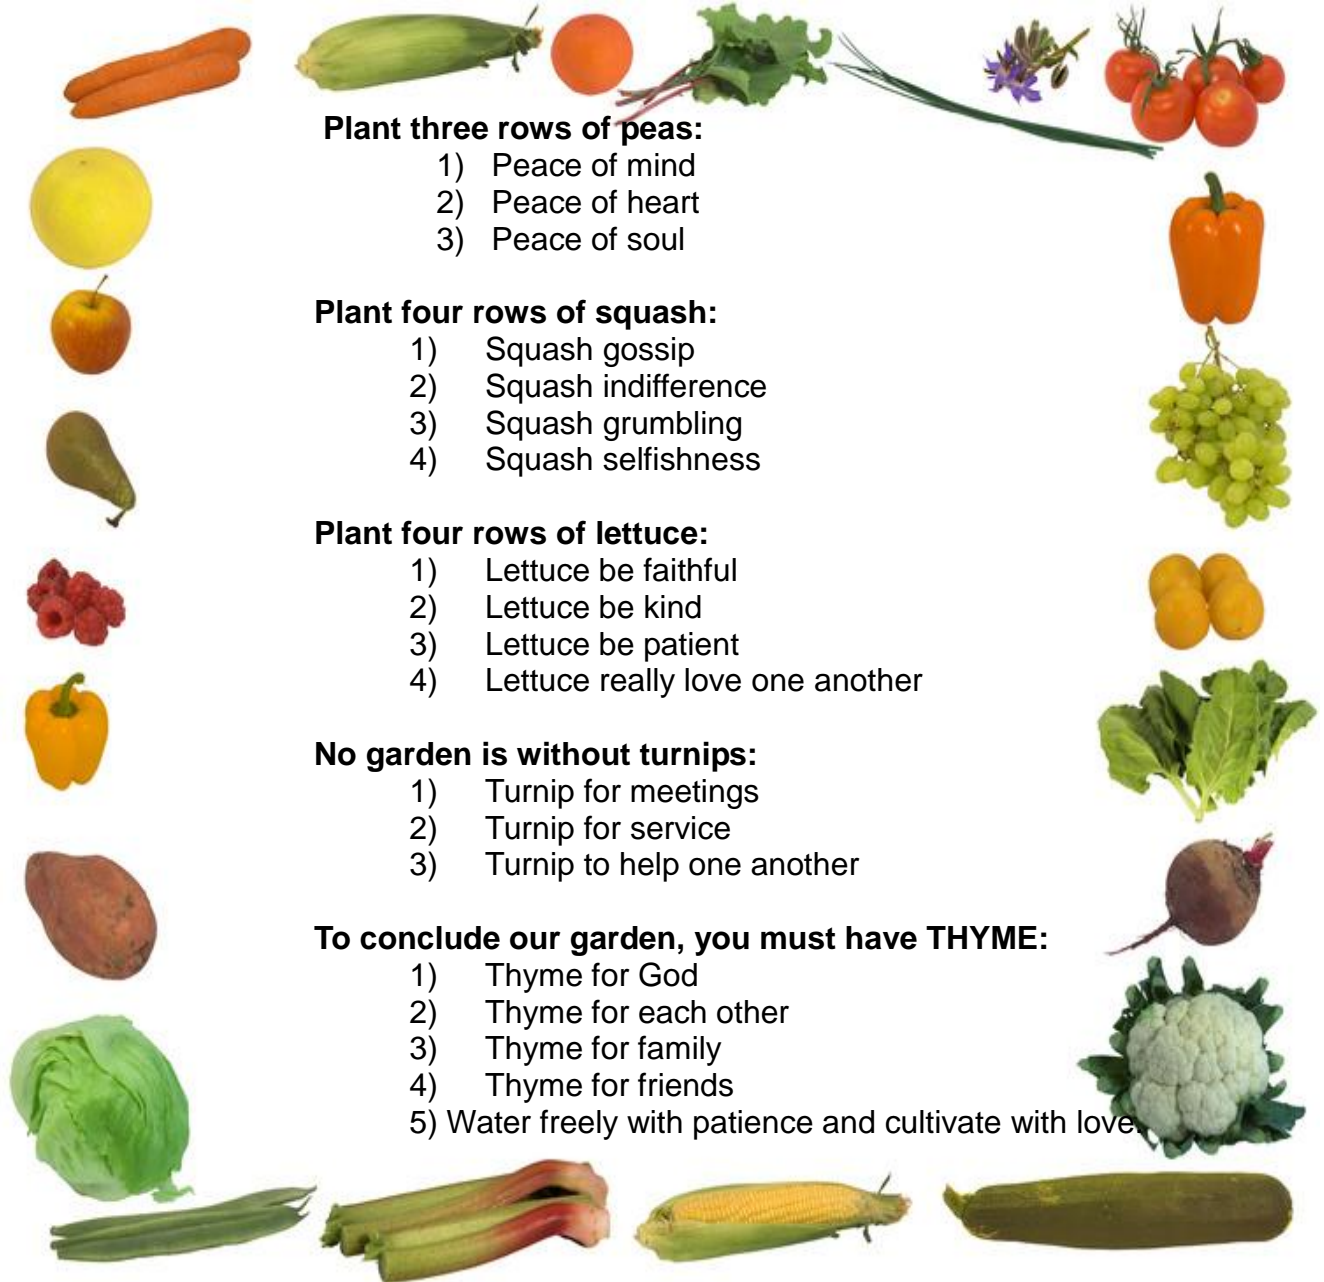 Plant three rows of peas:
1) Peace of mind
2) Peace of heart
3) Peace of soul
Plant four rows of squash:
1) Squash gossip
2) Squash indifference
3) Squash grumbling
4) Squash selfishness
Plant four rows of lettuce:
1) Lettuce be faithful
2) Lettuce be kind
3) Lettuce be patient
4) Lettuce really love one another
No garden is without turnips:
1) Turnip for meetings
2) Turnip for service
3) Turnip to help one another
To conclude our garden, you must have THYME:
1) Thyme for God
2) Thyme for each other
3) Thyme for family
4) Thyme for friends
5) Water freely with patience and cultivate with love.